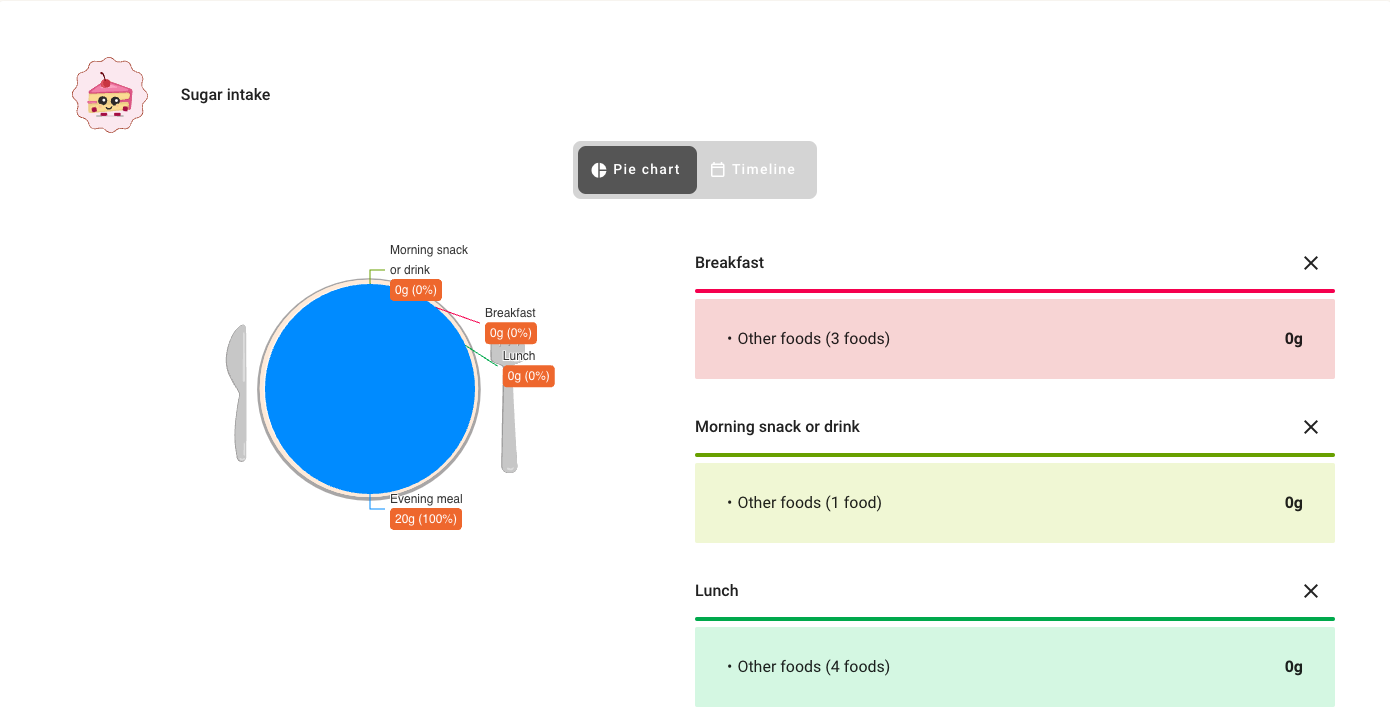 Sugar intake
Pie chart
Timeline
Morning snack
or drink
0g (0%)
Breakfast
0g (0%)
Lunch
0g (0%)
Evening meal
20g (100%)
Breakfast
• Other foods (3 foods) 0g
Morning snack or drink
• Other foods (1 food) 0g
Lunch
• Other foods (4 foods) 0g